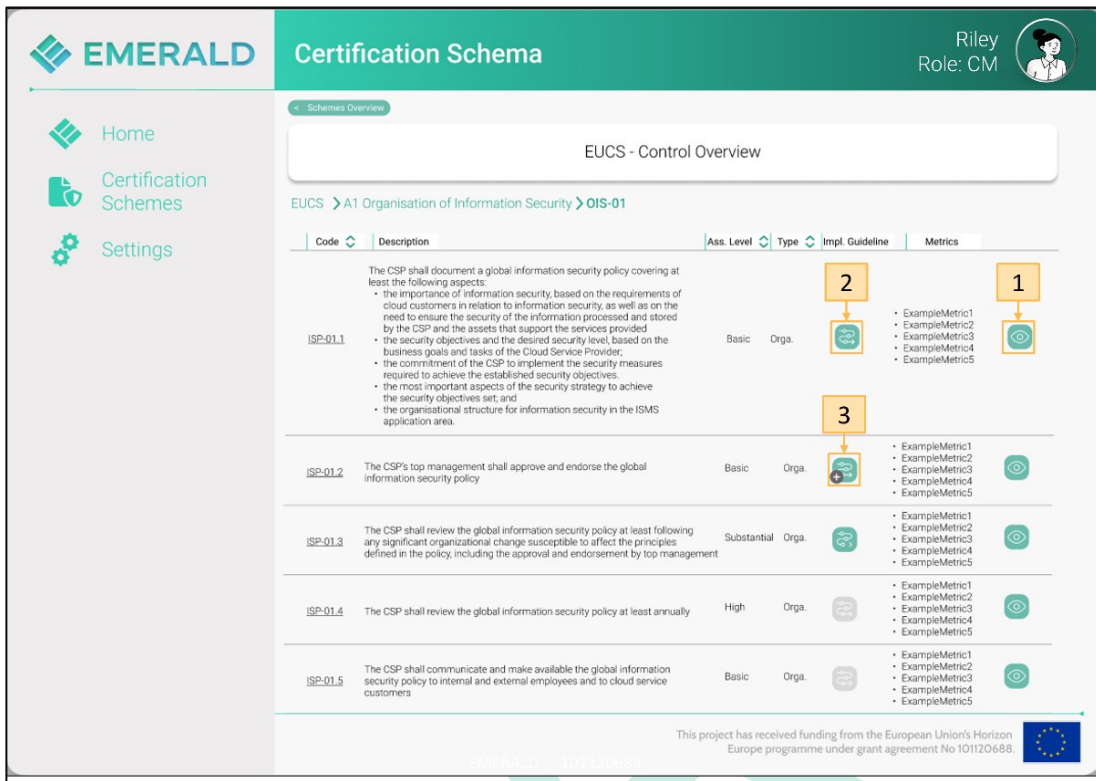 EMERALD
Certification Schema
Riley
Role: CM
< Schemes Overview
Home
Certification
Schemes
Settings
EUCS - Control Overview
EUCS > A1 Organisation of Information Security > OIS-01
Code Description Ass. Level Type Impl. Guideline Metrics
ISP-01.1
The CSP shall document a global information security policy covering at
least the following aspects:
• the importance of information security, based on the requirements of
cloud customers in relation to information security, as well as on the
need to ensure the security of the information processed and stored
by the CSP and the assets that support the services provided
• the security objectives and the desired security level, based on the
business goals and tasks of the Cloud Service Provider;
• the commitment of the CSP to implement the security measures
required to achieve the established security objectives.
• the most important aspects of the security strategy to achieve
the security objectives set; and
• the organisational structure for information security in the ISMS
application area.
Basic Orga.
2
• ExampleMetric1
• ExampleMetric2
• ExampleMetric3
• ExampleMetric4
• ExampleMetric5
1
ISP-01.2
The CSP's top management shall approve and endorse the global
information security policy
Basic Orga.
3
• ExampleMetric1
• ExampleMetric2
• ExampleMetric3
• ExampleMetric4
• ExampleMetric5
ISP-01.3
The CSP shall review the global information security policy at least following
any significant organizational change susceptible to affect the principles
defined in the policy, including the approval and endorsement by top management
Substantial Orga.
• ExampleMetric1
• ExampleMetric2
• ExampleMetric3
• ExampleMetric4
• ExampleMetric5
ISP-01.4
The CSP shall review the global information security policy at least annually
High Orga.
• ExampleMetric1
• ExampleMetric2
• ExampleMetric3
• ExampleMetric4
• ExampleMetric5
ISP-01.5
The CSP shall communicate and make available the global information
security policy to internal and external employees and to cloud service
customers
Basic Orga.
• ExampleMetric1
• ExampleMetric2
• ExampleMetric3
• ExampleMetric4
• ExampleMetric5
This project has received funding from the European Union's Horizon
Europe programme under grant agreement No 101120688.
EMERALD 101120688